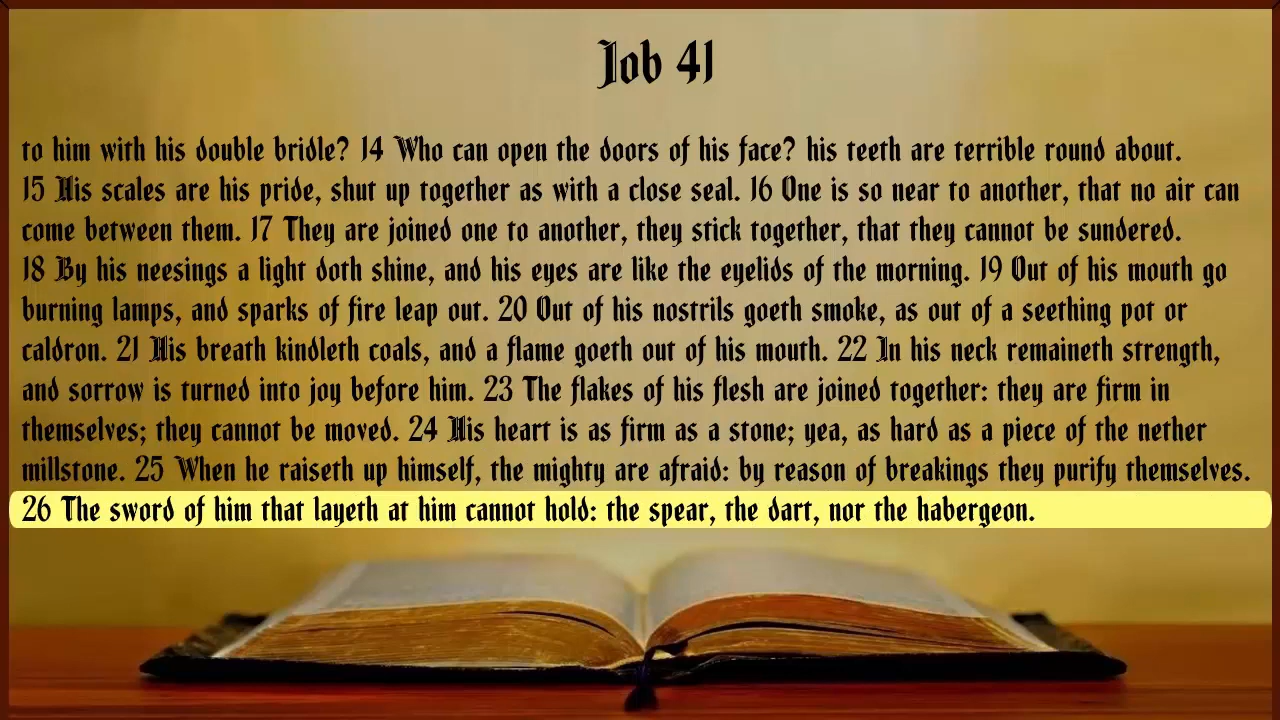 Job 41
to him with his double bridle? 14 Who can open the doors of his face? his teeth are terrible round about.
15 His scales are his pride, shut up together as with a close seal. 16 One is so near to another, that no air can
come between them. 17 They are joined one to another, they stick together, that they cannot be sundered.
18 By his neesings a light doth shine, and his eyes are like the eyelids of the morning. 19 Out of his mouth go
burning lamps, and sparks of fire leap out. 20 Out of his nostrils goeth smoke, as out of a seething pot or
caldron. 21 His breath kindleth coals, and a flame goeth out of his mouth. 22 In his neck remaineth strength,
and sorrow is turned into joy before him. 23 The flakes of his flesh are joined together: they are firm in
themselves; they cannot be moved. 24 His heart is as firm as a stone; yea, as hard as a piece of the nether
millstone. 25 When he raiseth up himself, the mighty are afraid: by reason of breakings they purify themselves.
26 The sword of him that layeth at him cannot hold: the spear, the dart, nor the habergeon.